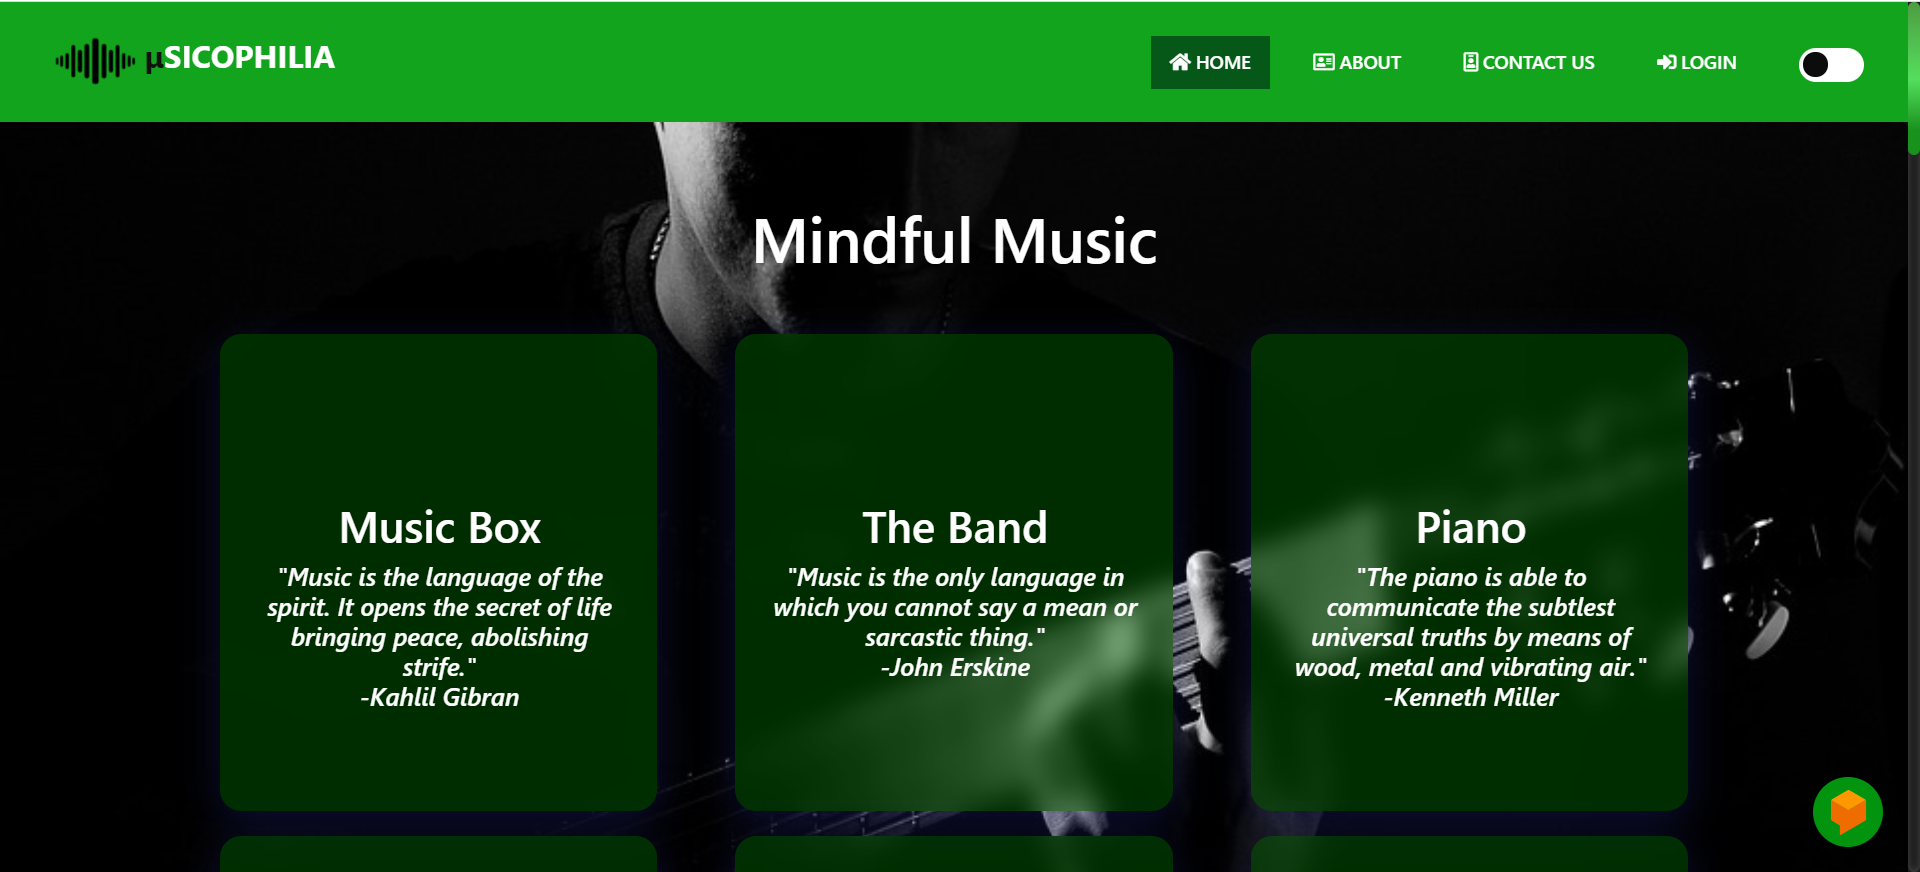 µSICOPHILIA
HOME
ABOUT
CONTACT US
LOGIN
Mindful Music
Music Box
"Music is the language of the
spirit. It opens the secret of life
bringing peace, abolishing
strife."
-Kahlil Gibran
The Band
"Music is the only language in
which you cannot say a mean or
sarcastic thing."
-John Erskine
Piano
"The piano is able to
communicate the subtlest
universal truths by means of
wood, metal and vibrating air."
-Kenneth Miller